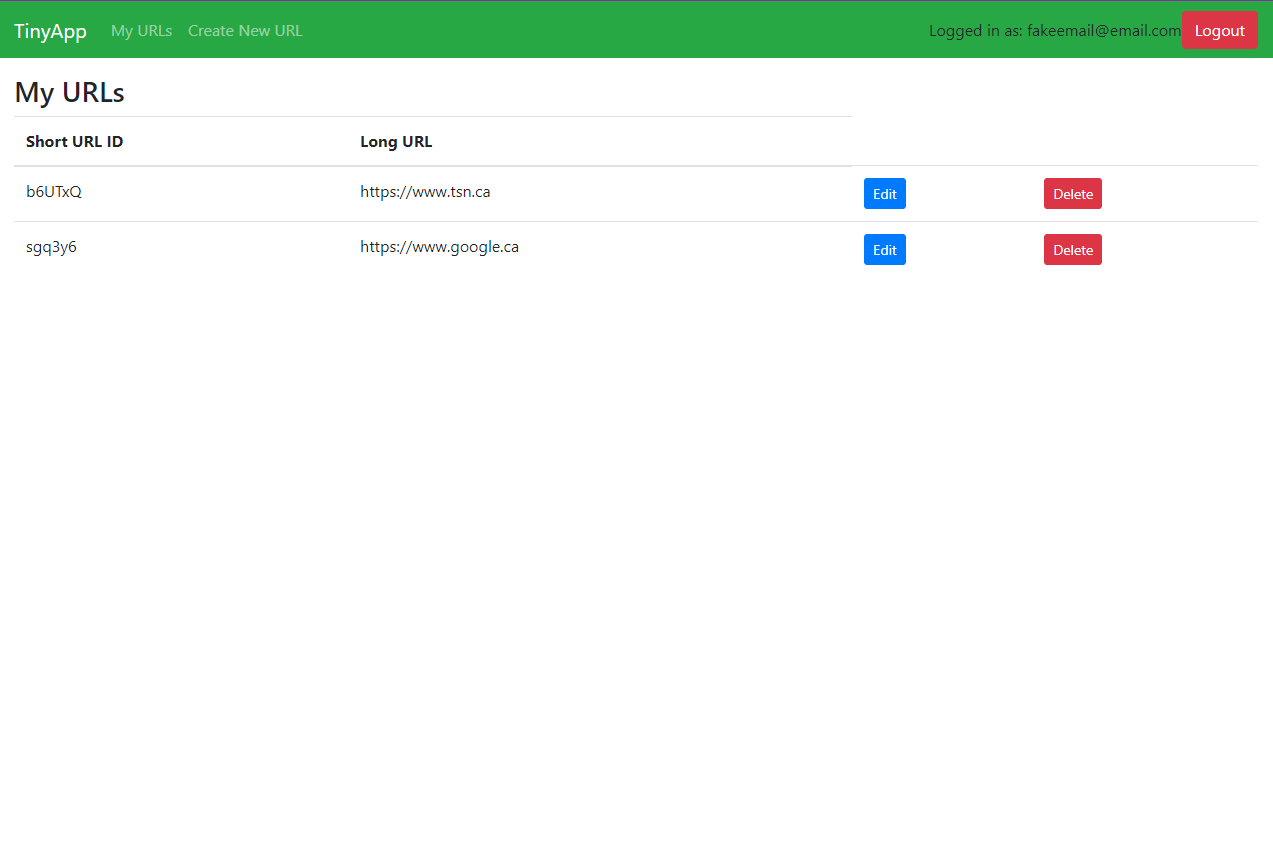 TinyApp My URLs Create New URL Logged in as: fakeemail@email.com Logout
My URLs
Short URL ID Long URL
b6UTxQ https://www.tsn.ca Edit Delete
sgq3y6 https://www.google.ca Edit Delete